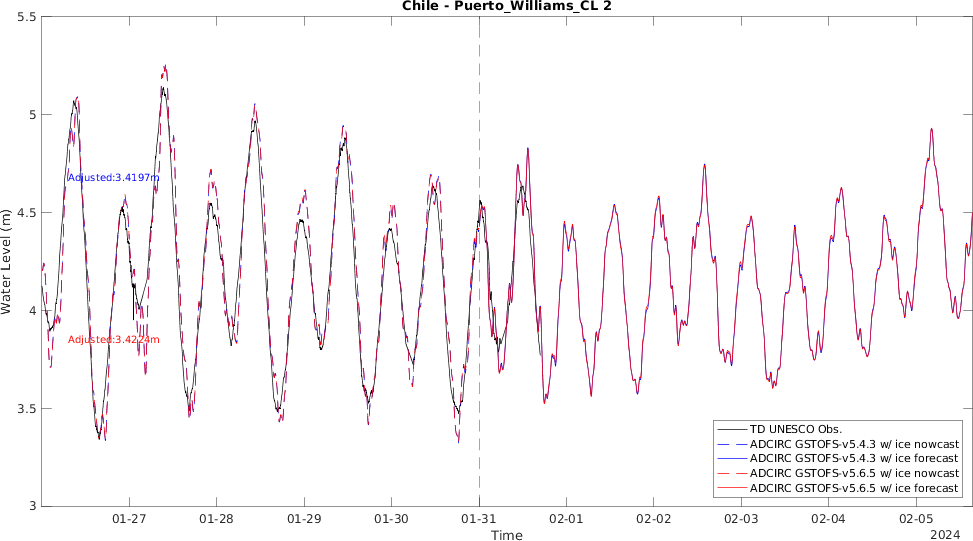 Chile - Puerto_Williams_CL 2
5.5
5
4.5
4
3.5
3
Water Level (m)
Adjusted:3.4197m
Adjusted:3.4224m
TD UNESCO Obs.
ADCIRC GSTOFS-v5.4.3 w/ ice nowcast
ADCIRC GSTOFS-v5.4.3 w/ ice forecast
ADCIRC GSTOFS-v5.6.5 w/ ice nowcast
ADCIRC GSTOFS-v5.6.5 w/ ice forecast
01-27 01-28 01-29 01-30 01-31 02-01 02-02 02-03 02-04 02-05
Time
2024